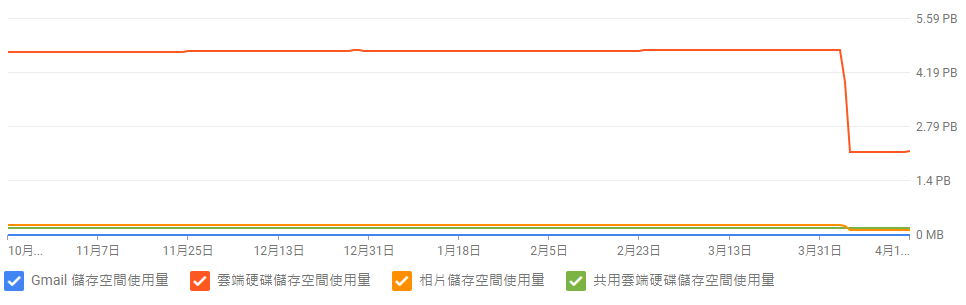 5.59 PB
4.19 PB
2.79 PB
1.4 PB
0 MB
10月... 11月7日 11月25日 12月13日 12月31日 1月18日 2月5日 2月23日 3月13日 3月31日 4月1...
Gmail 儲存空間使用量 雲端硬碟儲存空間使用量 相片儲存空間使用量 共用雲端硬碟儲存空間使用量